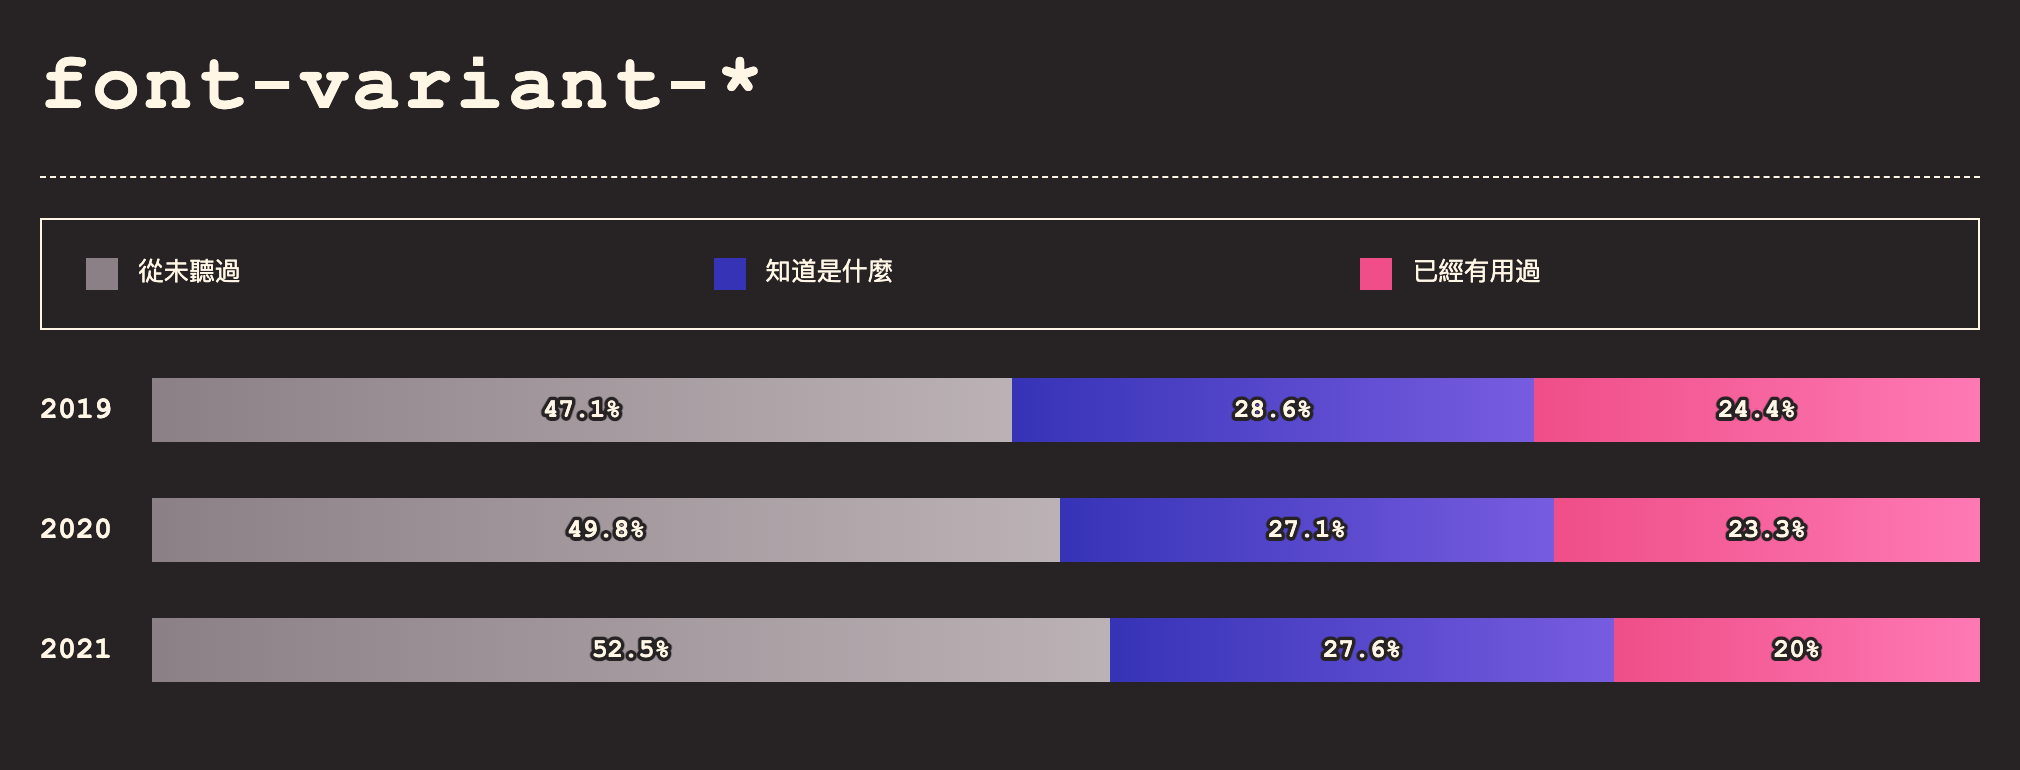 font-variant-*
從未聽過 知道是什麼 已經有用過
2019 47.1% 28.6% 24.4%
2020 49.8% 27.1% 23.3%
2021 52.5% 27.6% 20%